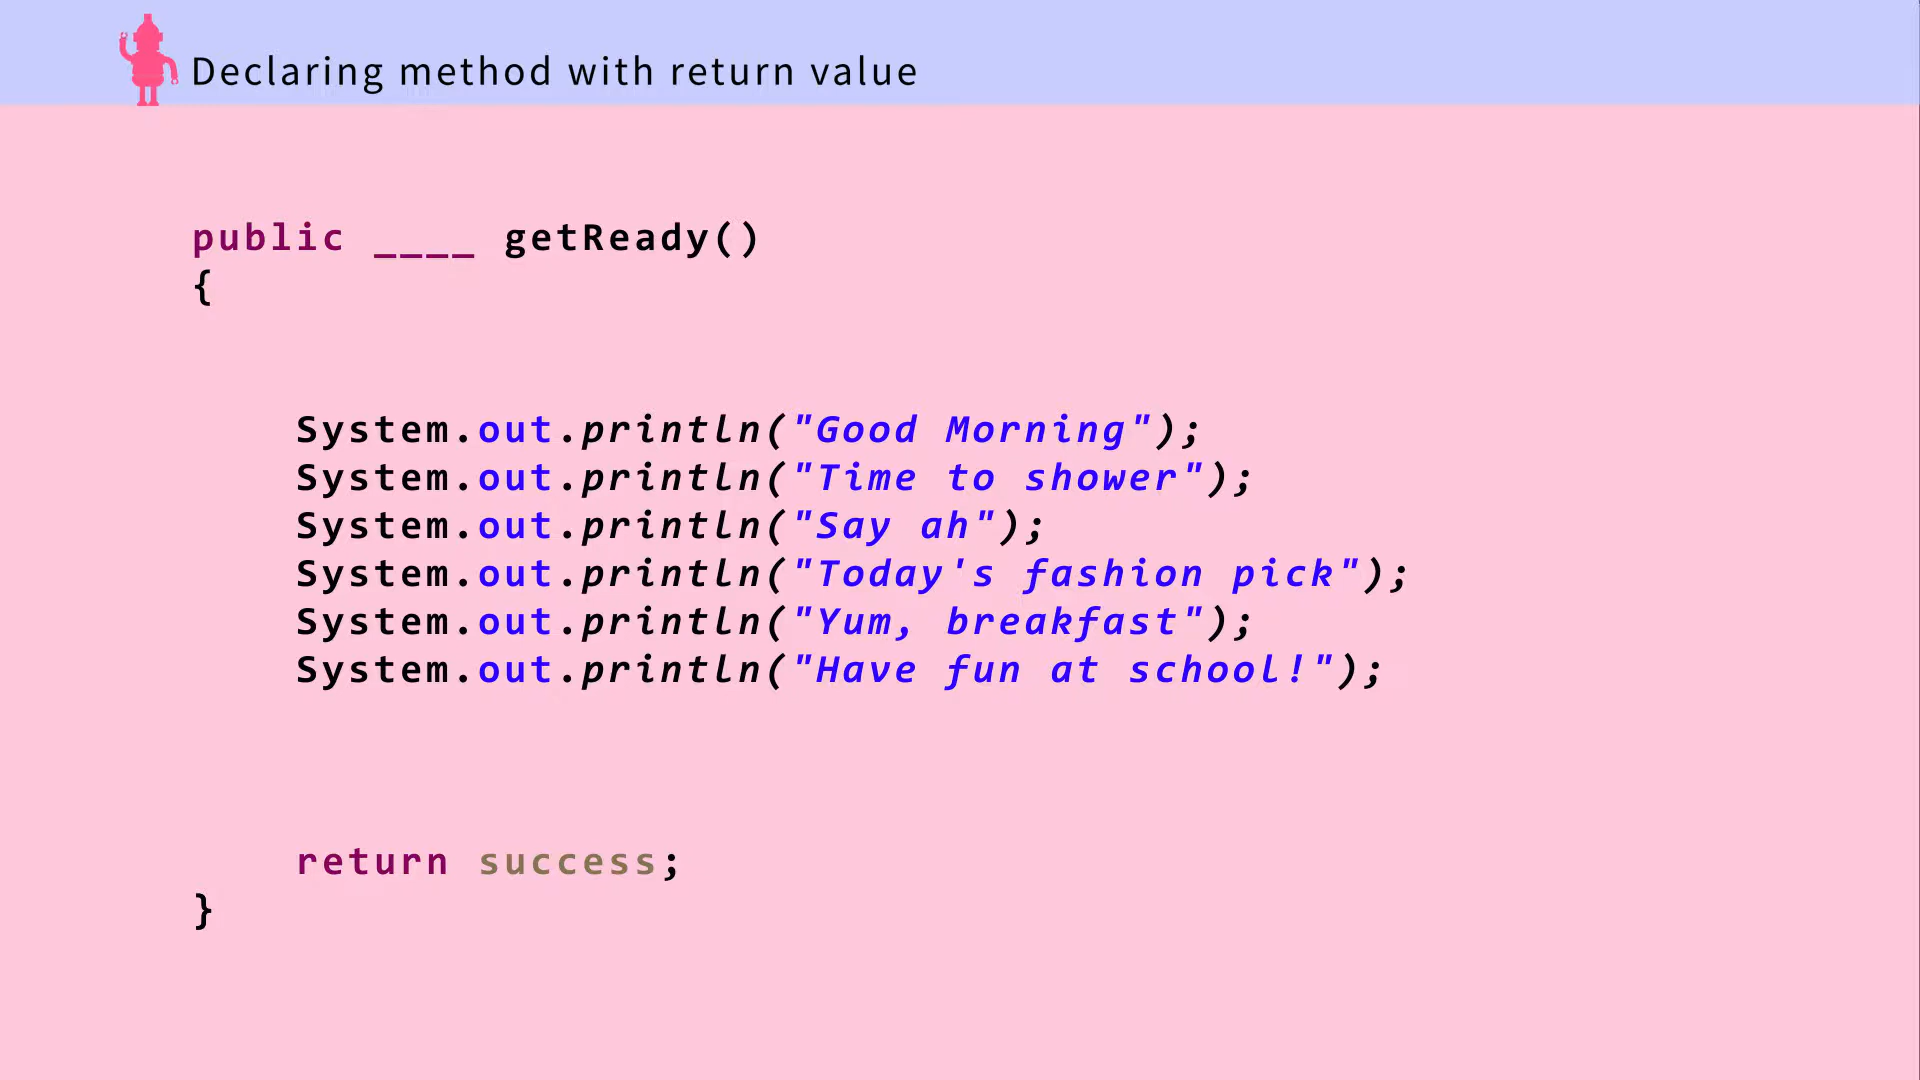 Declaring method with return value
public ____ getReady()
{
System.out.println("Good Morning");
System.out.println("Time to shower");
System.out.println("Say ah");
System.out.println("Today's fashion pick");
System.out.println("Yum, breakfast");
System.out.println("Have fun at school!");
return success;
}